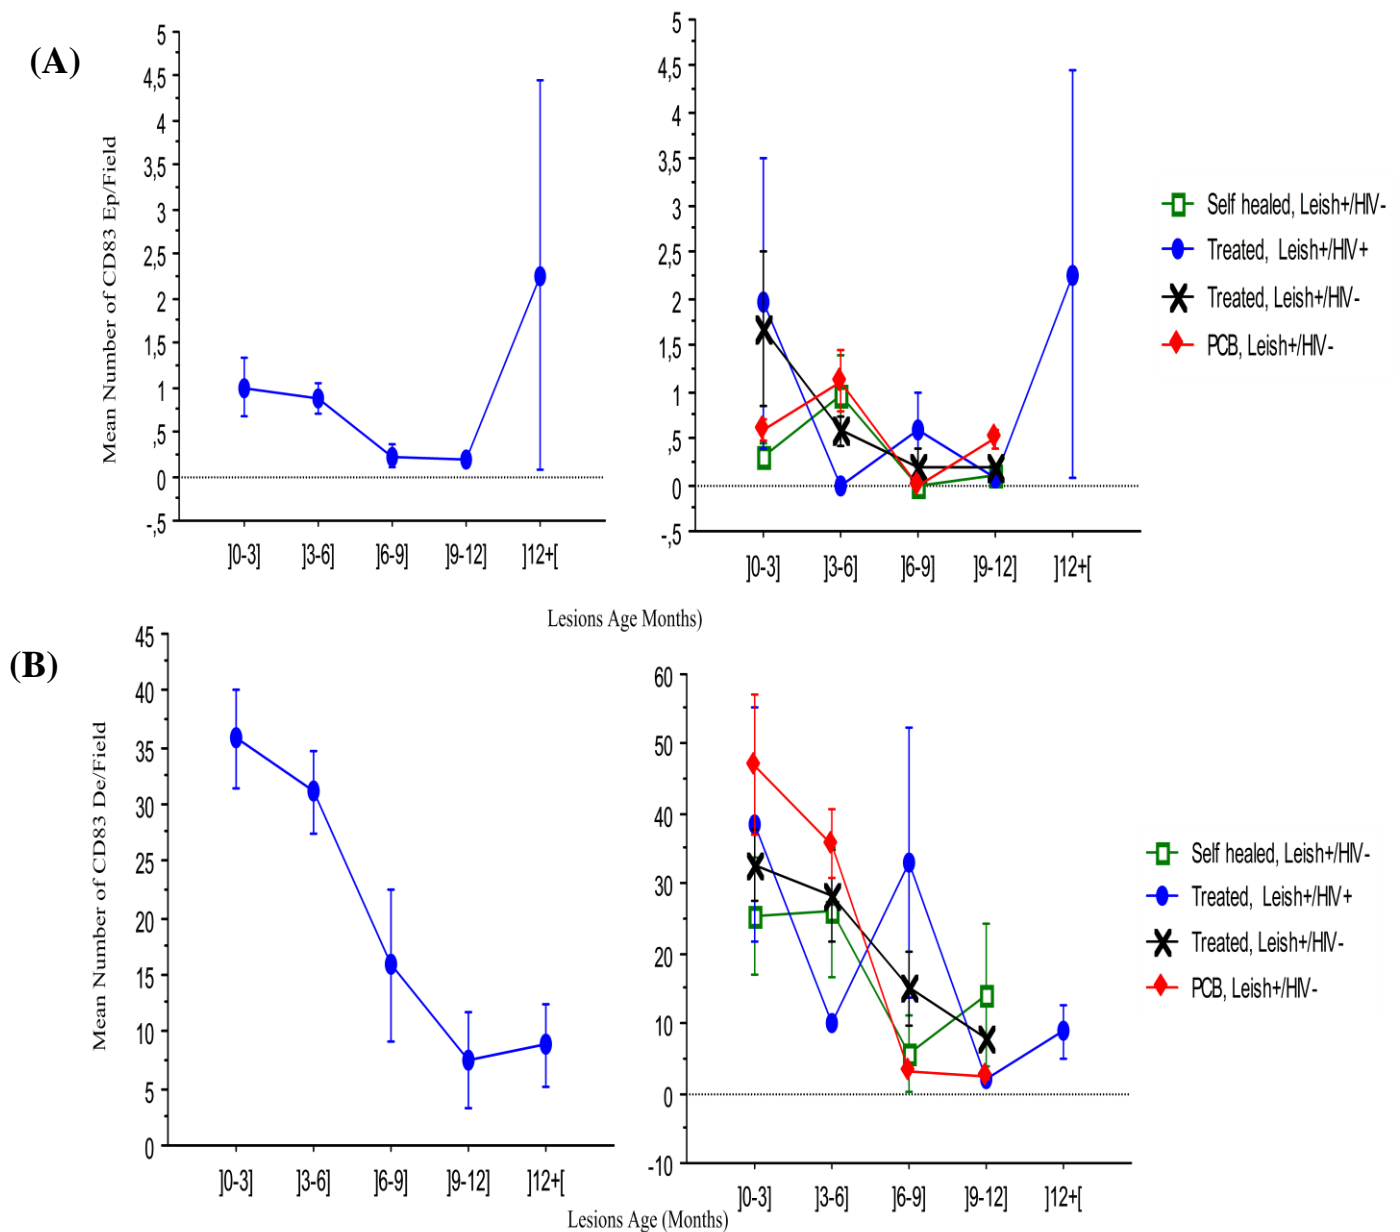 (A)
Mean Number of CD83 Ep/Field
5
4,5
4
3,5
3
2,5
2
1,5
1
,5
0
-,5
]0-3] ]3-6] ]6-9] ]9-12] ]12+[
5
4,5
4
3,5
3
2,5
2
1,5
1
,5
0
-,5
]0-3] ]3-6] ]6-9] ]9-12] ]12+[
Self healed, Leish+/HIV-
Treated, Leish+/HIV+
Treated, Leish+/HIV-
PCB, Leish+/HIV-
Lesions Age Months)
(B)
Mean Number of CD83 De/Field
45
40
35
30
25
20
15
10
5
0
]0-3] ]3-6] ]6-9] ]9-12] ]12+[
60
50
40
30
20
10
0
-10
]0-3] ]3-6] ]6-9] ]9-12] ]12+[
Self healed, Leish+/HIV-
Treated, Leish+/HIV+
Treated, Leish+/HIV-
PCB, Leish+/HIV-
Lesions Age (Months)